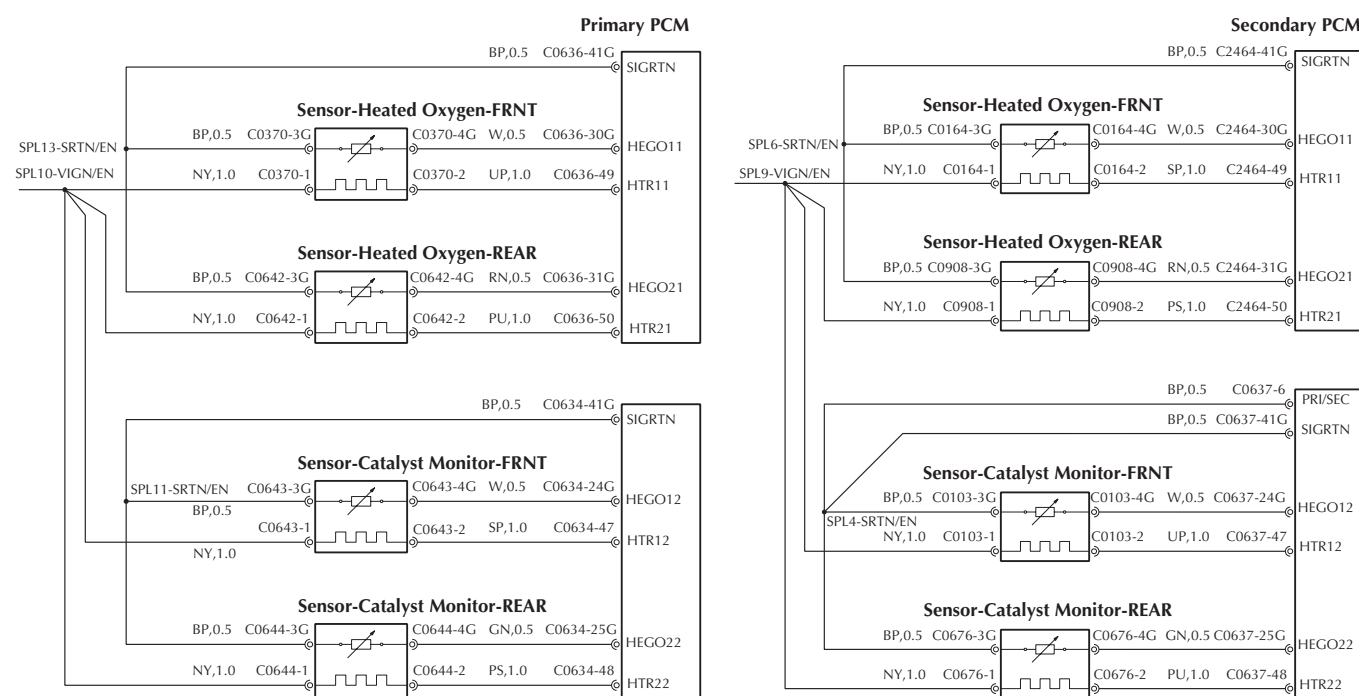 Primary PCM
BP,0.5 C0636-41G
SIGRTN
Sensor-Heated Oxygen-FRNT
BP,0.5 C0370-3G C0370-4G W,0.5 C0636-30G
SPL13-SRTN/EN
HEGO11
SPL10-VIGN/EN
NY,1.0 C0370-1 C0370-2 UP,1.0 C0636-49
HTR11
Sensor-Heated Oxygen-REAR
BP,0.5 C0642-3G C0642-4G RN,0.5 C0636-31G
HEGO21
NY,1.0 C0642-1 C0642-2 PU,1.0 C0636-50
HTR21
BP,0.5 C0634-41G
SIGRTN
Sensor-Catalyst Monitor-FRNT
SPL11-SRTN/EN C0643-3G C0643-4G W,0.5 C0634-24G
HEGO12
BP,0.5
C0643-1 C0643-2 SP,1.0 C0634-47
HTR12
NY,1.0
Sensor-Catalyst Monitor-REAR
BP,0.5 C0644-3G C0644-4G GN,0.5 C0634-25G
HEGO22
NY,1.0 C0644-1 C0644-2 PS,1.0 C0634-48
HTR22
Secondary PCM
BP,0.5 C2464-41G
SIGRTN
Sensor-Heated Oxygen-FRNT
BP,0.5 C0164-3G C0164-4G W,0.5 C2464-30G
SPL6-SRTN/EN
HEGO11
SPL9-VIGN/EN
NY,1.0 C0164-1 C0164-2 SP,1.0 C2464-49
HTR11
Sensor-Heated Oxygen-REAR
BP,0.5 C0908-3G C0908-4G RN,0.5 C2464-31G
HEGO21
NY,1.0 C0908-1 C0908-2 PS,1.0 C2464-50
HTR21
BP,0.5 C0637-6
PRI/SEC
BP,0.5 C0637-41G
SIGRTN
Sensor-Catalyst Monitor-FRNT
BP,0.5 C0103-3G C0103-4G W,0.5 C0637-24G
HEGO12
SPL4-SRTN/EN
NY,1.0 C0103-1 C0103-2 UP,1.0 C0637-47
HTR12
Sensor-Catalyst Monitor-REAR
BP,0.5 C0676-3G C0676-4G GN,0.5 C0637-25G
HEGO22
NY,1.0 C0676-1 C0676-2 PU,1.0 C0637-48
HTR22